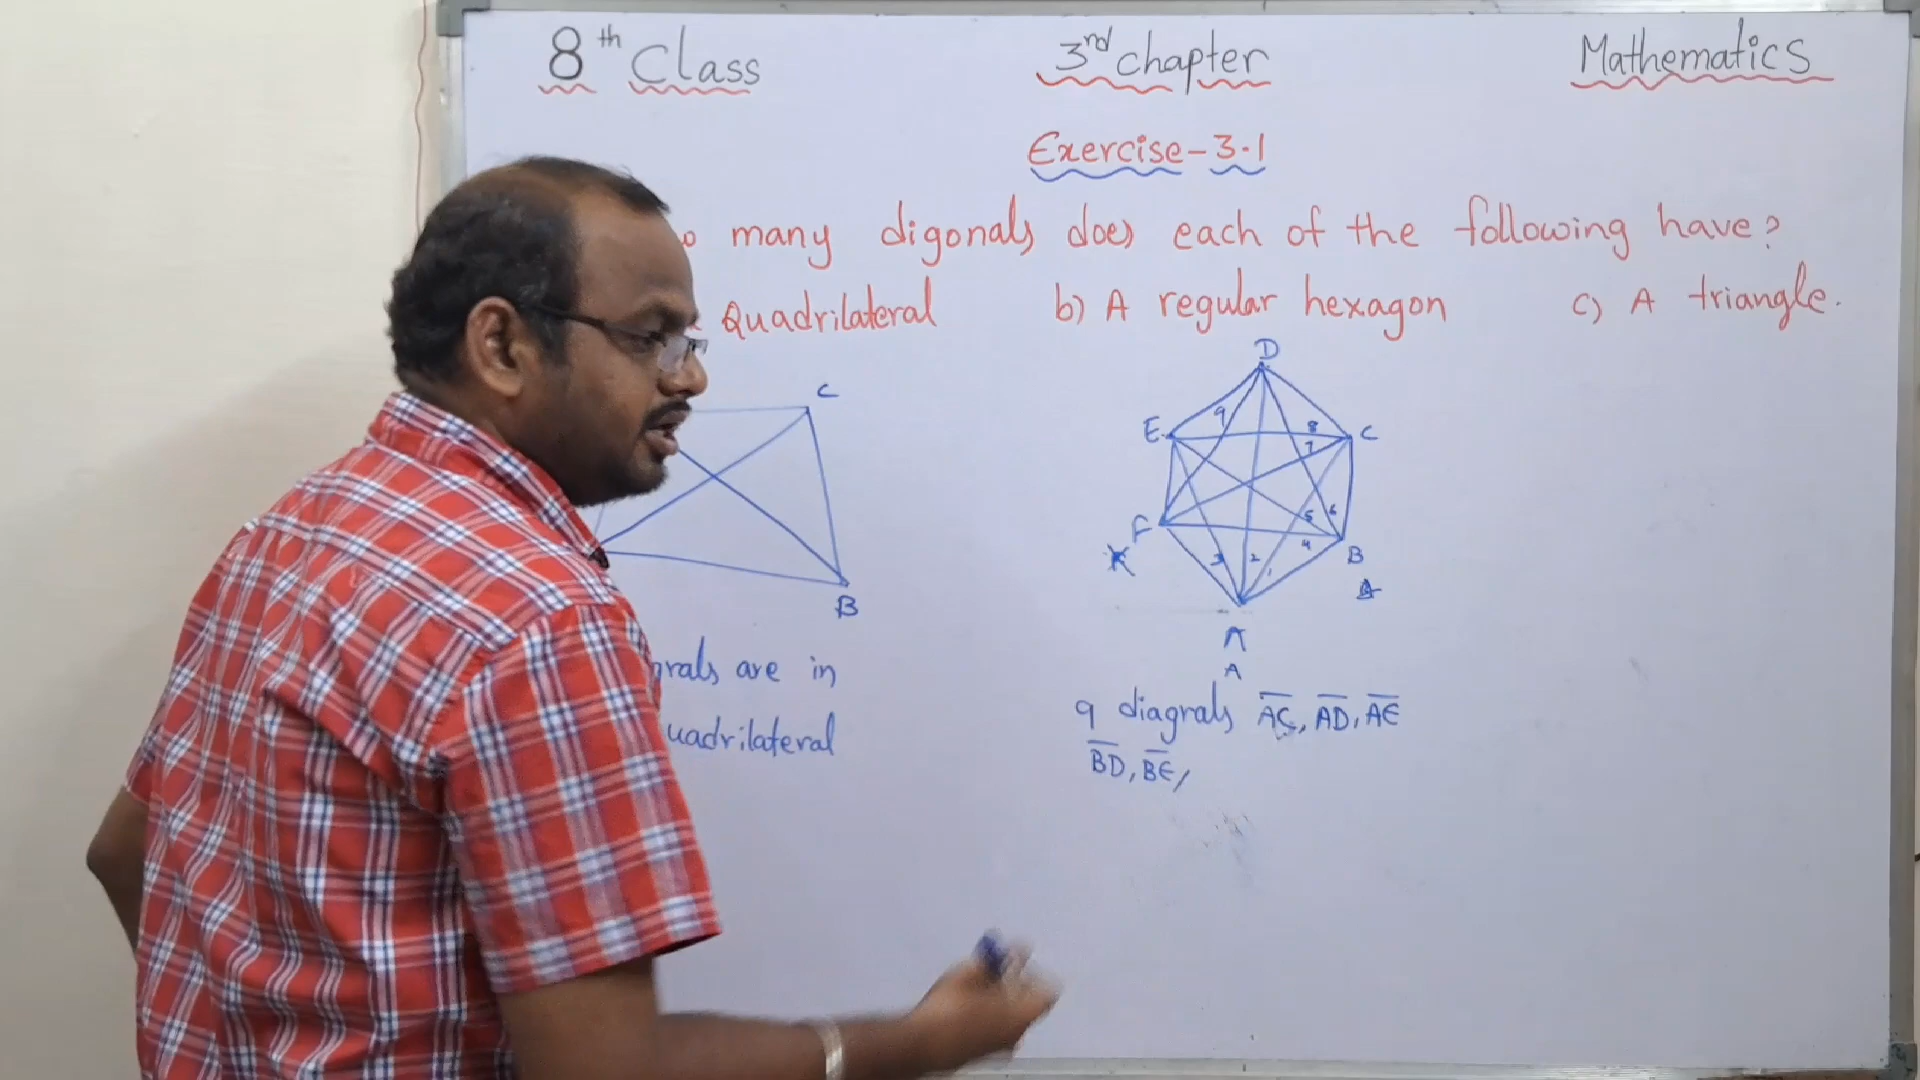 8th Class 3rd chapter Mathematics
Exercise-3.1
many digonals does each of the following have?
Quadrilateral b) A regular hexagon c) A triangle.
D
C
9
E 8 C
7
F 5 6
4 B
3 2 1
B
A
A
are in
9 diagrals AC, AD, AE
BD, BE,